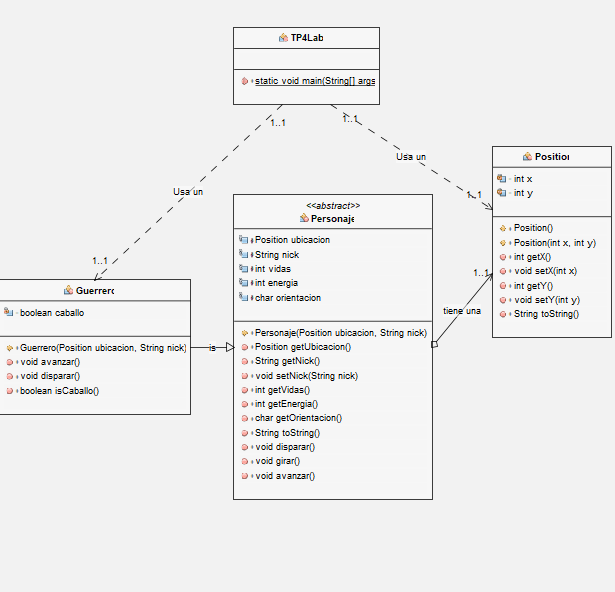 TP4Lab
static void main(String[] args
1..1
1..1
Usa un
Usa un
1..1
1..1
Position
- int x
- int y
+ Position()
+ Position(int x, int y)
+ int getX()
+ void setX(int x)
+ int getY()
+ void setY(int y)
+ String toString()
<<abstract>>
Personaje
# Position ubicacion
# String nick
# int vidas
# int energia
# char orientacion
+ Personaje(Position ubicacion, String nick)
+ Position getUbicacion()
+ String getNick()
+ void setNick(String nick)
+ int getVidas()
+ int getEnergia()
+ char getOrientacion()
+ String toString()
+ void disparar()
+ void girar()
+ void avanzar()
Guerrero
- boolean caballo
+ Guerrero(Position ubicacion, String nick)
+ void avanzar()
+ void disparar()
+ boolean isCaballo()
is
1..1
tiene una